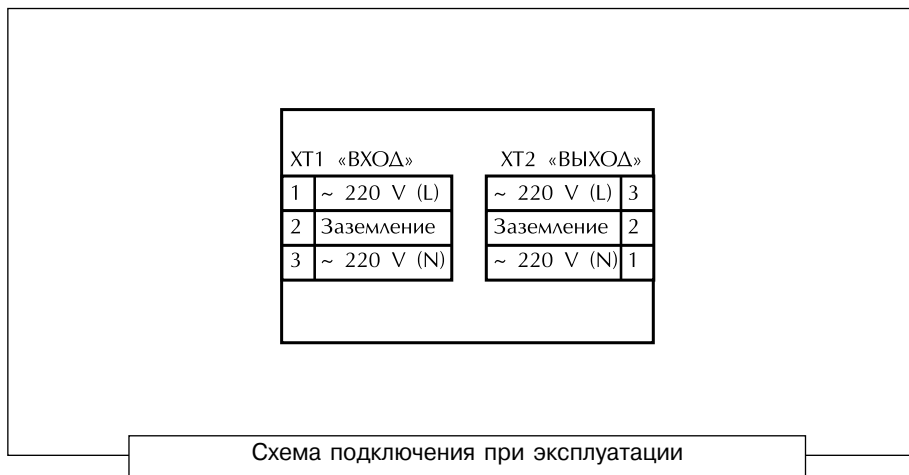 XT1 «ВХОД» XT2 «ВЫХОД»
1 ~ 220 V (L) ~ 220 V (L) 3
2 Заземление Заземление 2
3 ~ 220 V (N) ~ 220 V (N) 1
Схема подключения при эксплуатации